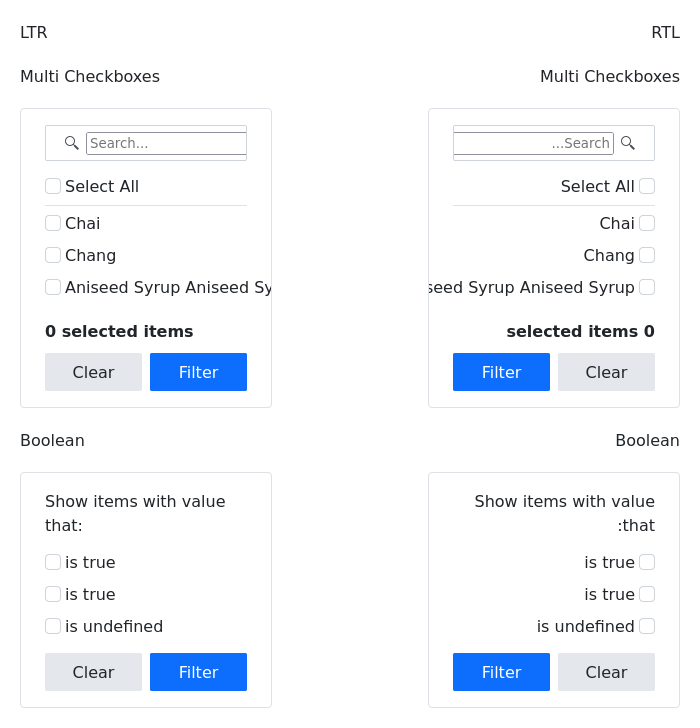 LTR
Multi Checkboxes
Search...
Select All
Chai
Chang
Aniseed Syrup Aniseed Sy
0 selected items
Clear Filter
Boolean
Show items with value
that:
is true
is true
is undefined
Clear Filter
RTL
Multi Checkboxes
...Search
Select All
Chai
Chang
seed Syrup Aniseed Syrup
selected items 0
Filter Clear
Boolean
Show items with value
:that
is true
is true
is undefined
Filter Clear